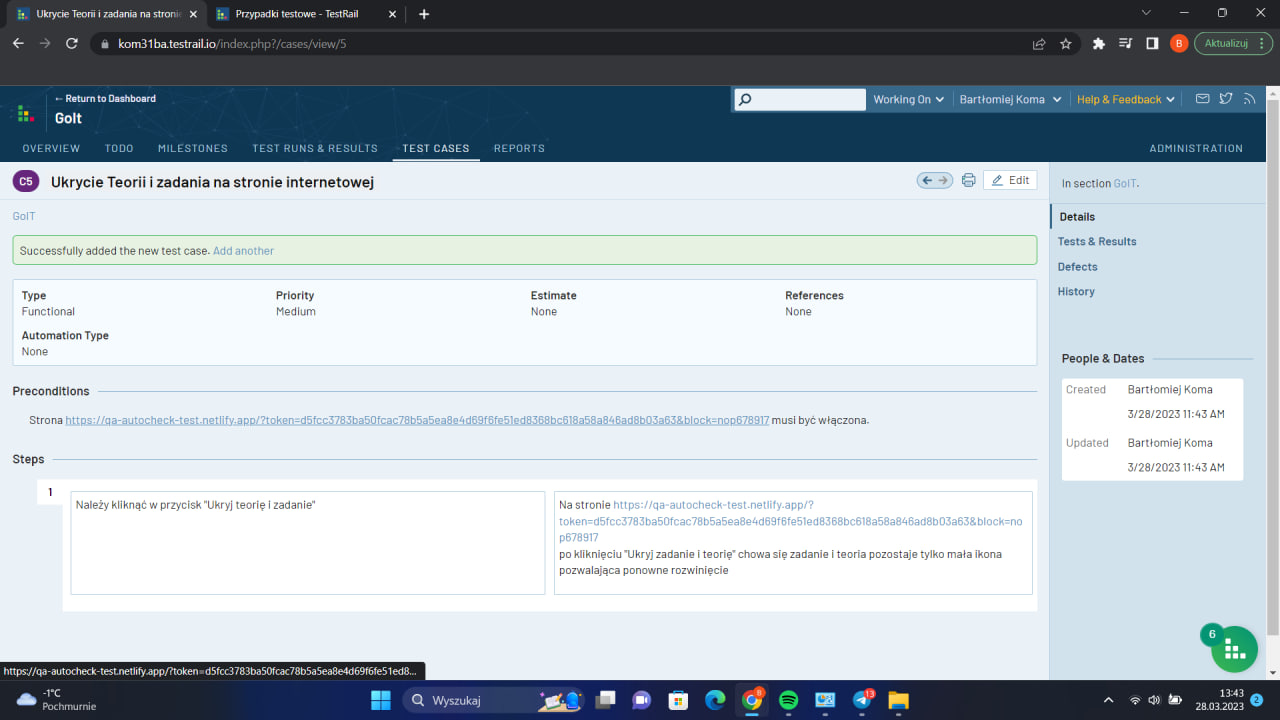 Ukrycie Teorii i zadania na stronie
Przypadki testowe - TestRail
kom31ba.testrail.io/index.php?/cases/view/5
B
Aktualizuj
← Return to Dashboard
GoIt
Working On
Bartłomiej Koma
Help & Feedback
OVERVIEW
TODO
MILESTONES
TEST RUNS & RESULTS
TEST CASES
REPORTS
ADMINISTRATION
C5
Ukrycie Teorii i zadania na stronie internetowej
Edit
In section GoIT.
GoIT
Details
Successfully added the new test case. Add another
Tests & Results
Defects
History
Type
Priority
Estimate
References
Functional
Medium
None
None
Automation Type
None
People & Dates
Created
Bartłomiej Koma
3/28/2023 11:43 AM
Updated
Bartłomiej Koma
3/28/2023 11:43 AM
Preconditions
Strona https://qa-autocheck-test.netlify.app/?token=d5fcc3783ba50fcac78b5a5ea8e4d69f6fe51ed8368bc618a58a846ad8b03a63&block=nop678917 musi być włączona.
Steps
1
Należy kliknąć w przycisk "Ukryj teorię i zadanie"
Na stronie https://qa-autocheck-test.netlify.app/?
token=d5fcc3783ba50fcac78b5a5ea8e4d69f6fe51ed8368bc618a58a846ad8b03a63&block=no
p678917
po kliknięciu "Ukryj zadanie i teorię" chowa się zadanie i teoria pozostaje tylko mała ikona
pozwalająca ponowne rozwinięcie
6
https://qa-autocheck-test.netlify.app/?token=d5fcc3783ba50fcac78b5a5ea8e4d69f6fe51ed8...
-1°C
Pochmurnie
Wyszukaj
8
13
13:43
28.03.2023
2